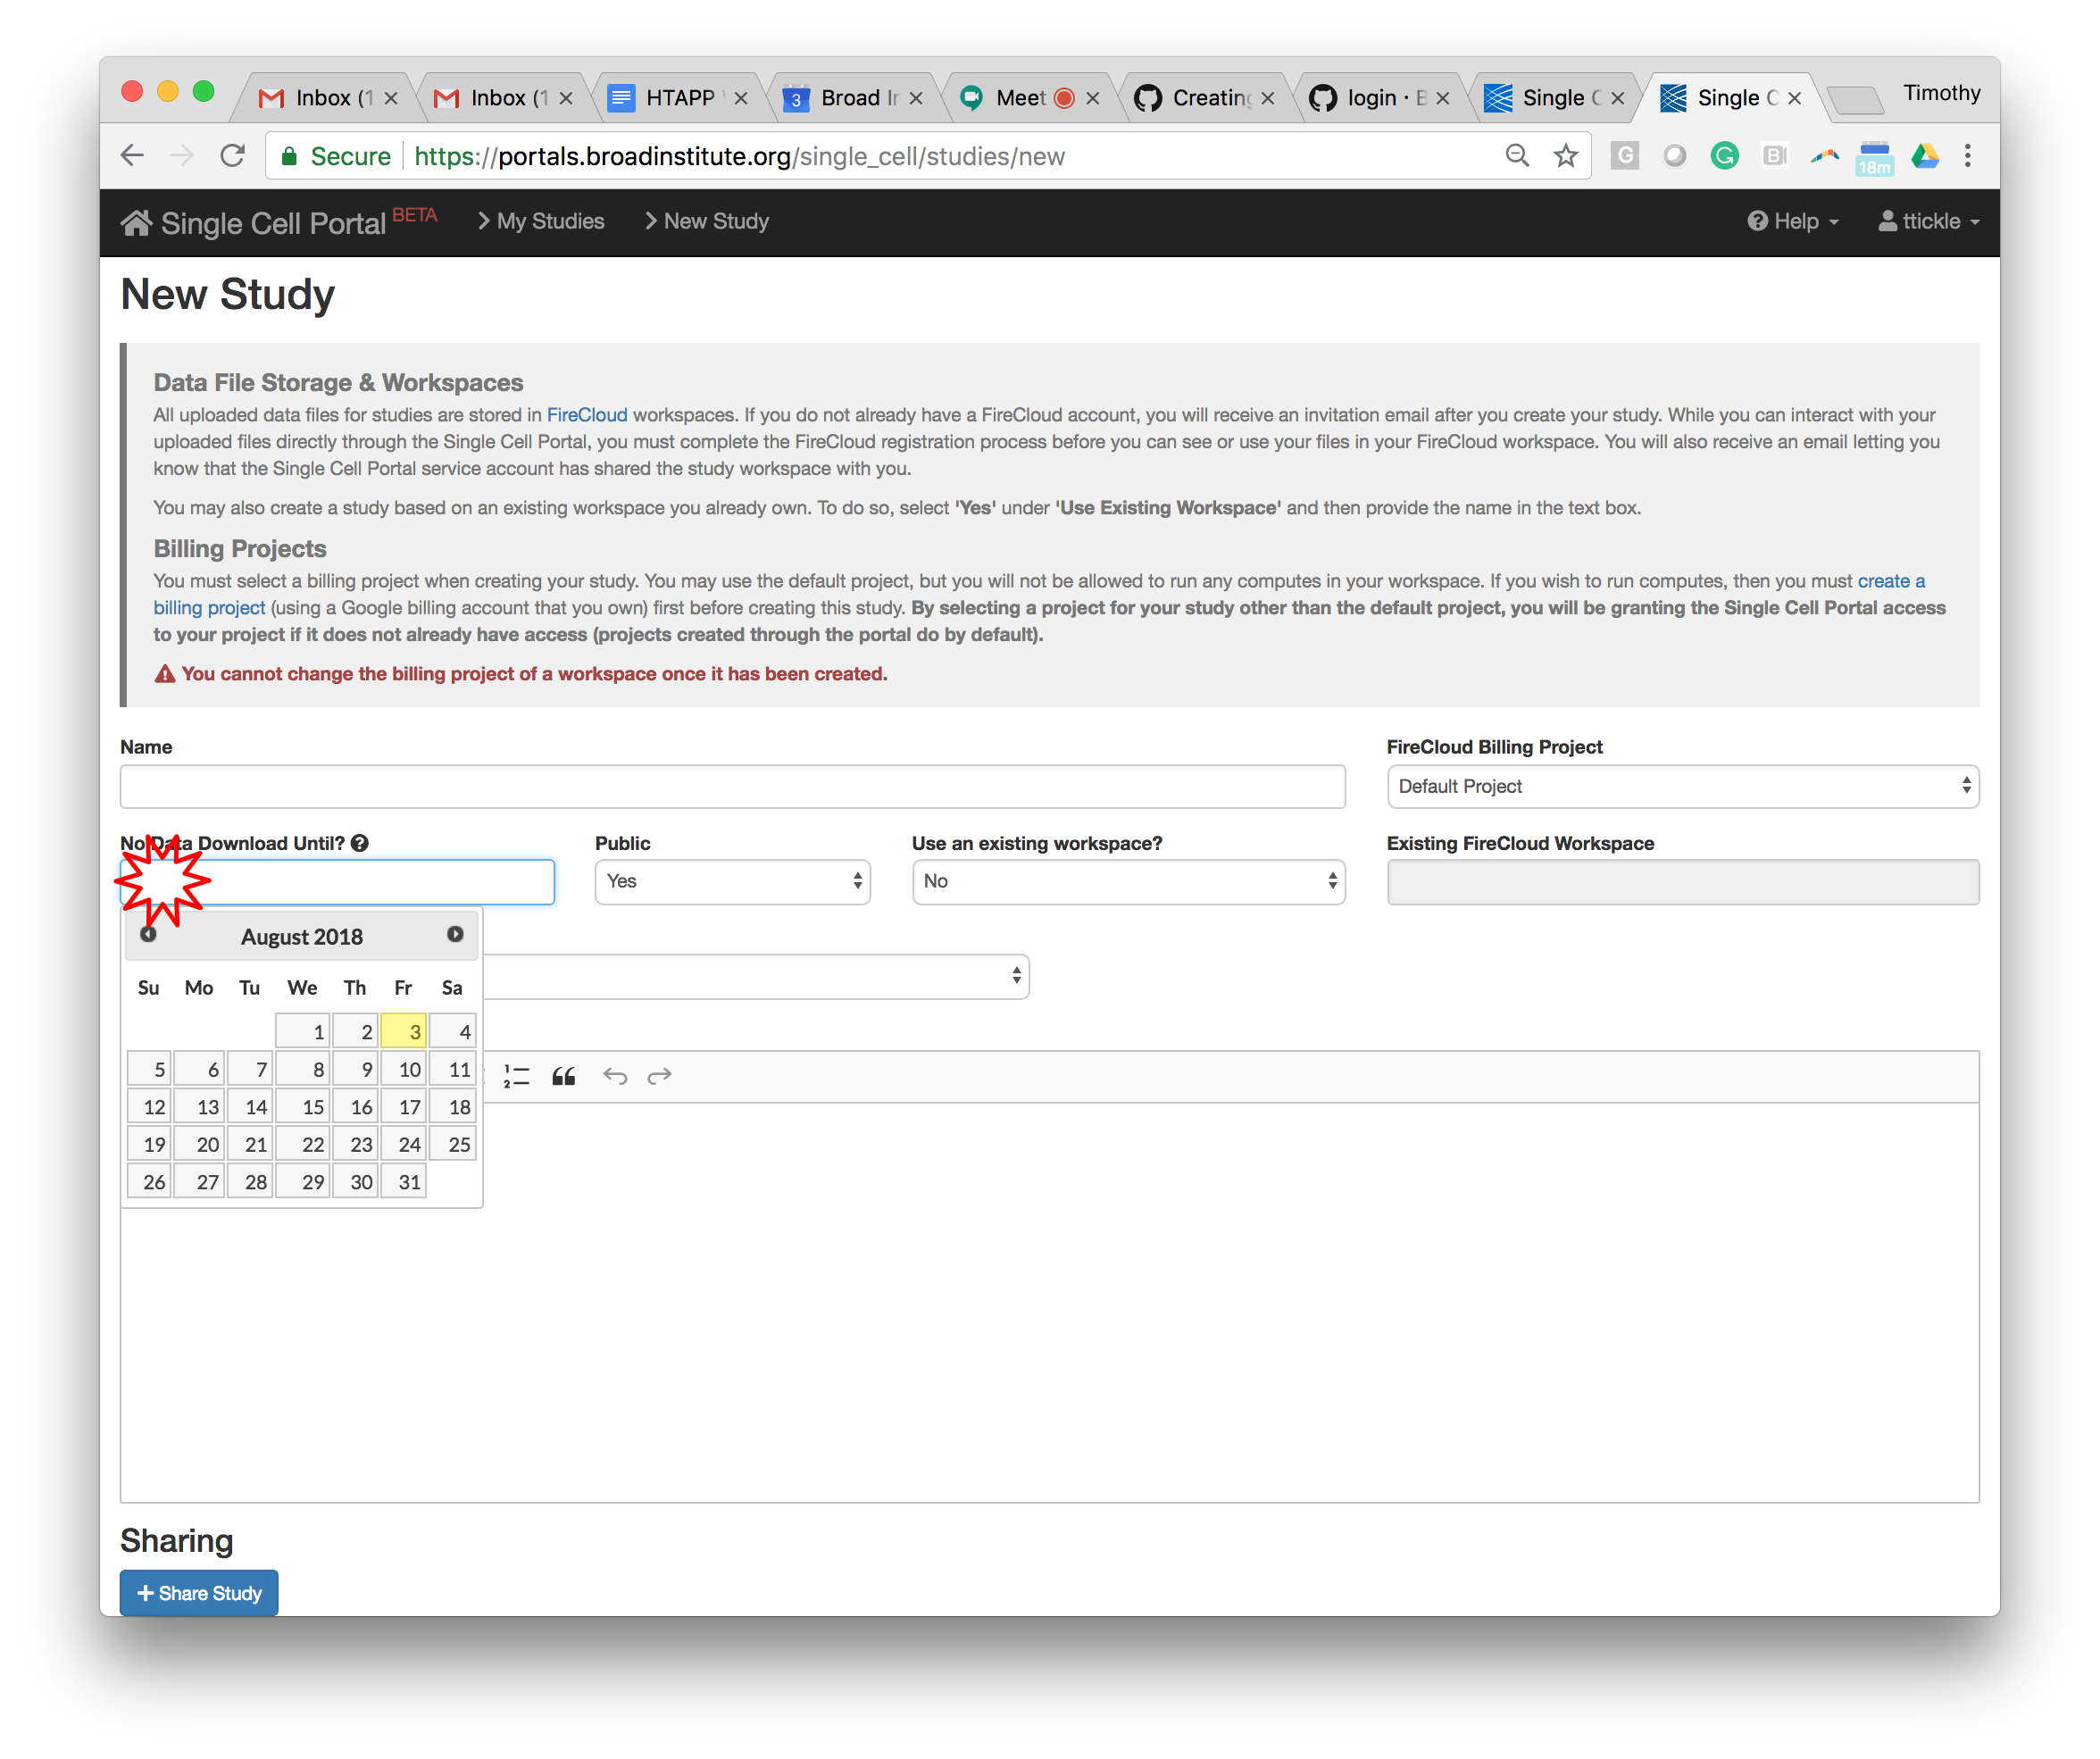 Inbox (1
Inbox (1
HTAPP
3
Broad In
Meet
Creating
login · B
Single C
Single C
Timothy
Secure
https://portals.broadinstitute.org/single_cell/studies/new
G
G
B
18m
Single Cell Portal BETA
My Studies
New Study
Help
ttickle
New Study
Data File Storage & Workspaces
All uploaded data files for studies are stored in FireCloud workspaces. If you do not already have a FireCloud account, you will receive an invitation email after you create your study. While you can interact with your
uploaded files directly through the Single Cell Portal, you must complete the FireCloud registration process before you can see or use your files in your FireCloud workspace. You will also receive an email letting you
know that the Single Cell Portal service account has shared the study workspace with you.
You may also create a study based on an existing workspace you already own. To do so, select 'Yes' under 'Use Existing Workspace' and then provide the name in the text box.
Billing Projects
You must select a billing project when creating your study. You may use the default project, but you will not be allowed to run any computes in your workspace. If you wish to run computes, then you must create a
billing project (using a Google billing account that you own) first before creating this study. By selecting a project for your study other than the default project, you will be granting the Single Cell Portal access
to your project if it does not already have access (projects created through the portal do by default).
You cannot change the billing project of a workspace once it has been created.
Name
FireCloud Billing Project
Default Project
No Data Download Until?
Public
Use an existing workspace?
Existing FireCloud Workspace
Yes
No
August 2018
Su Mo Tu We Th Fr Sa
1 2 3 4
5 6 7 8 9 10 11
12 13 14 15 16 17 18
19 20 21 22 23 24 25
26 27 28 29 30 31
Sharing
+ Share Study